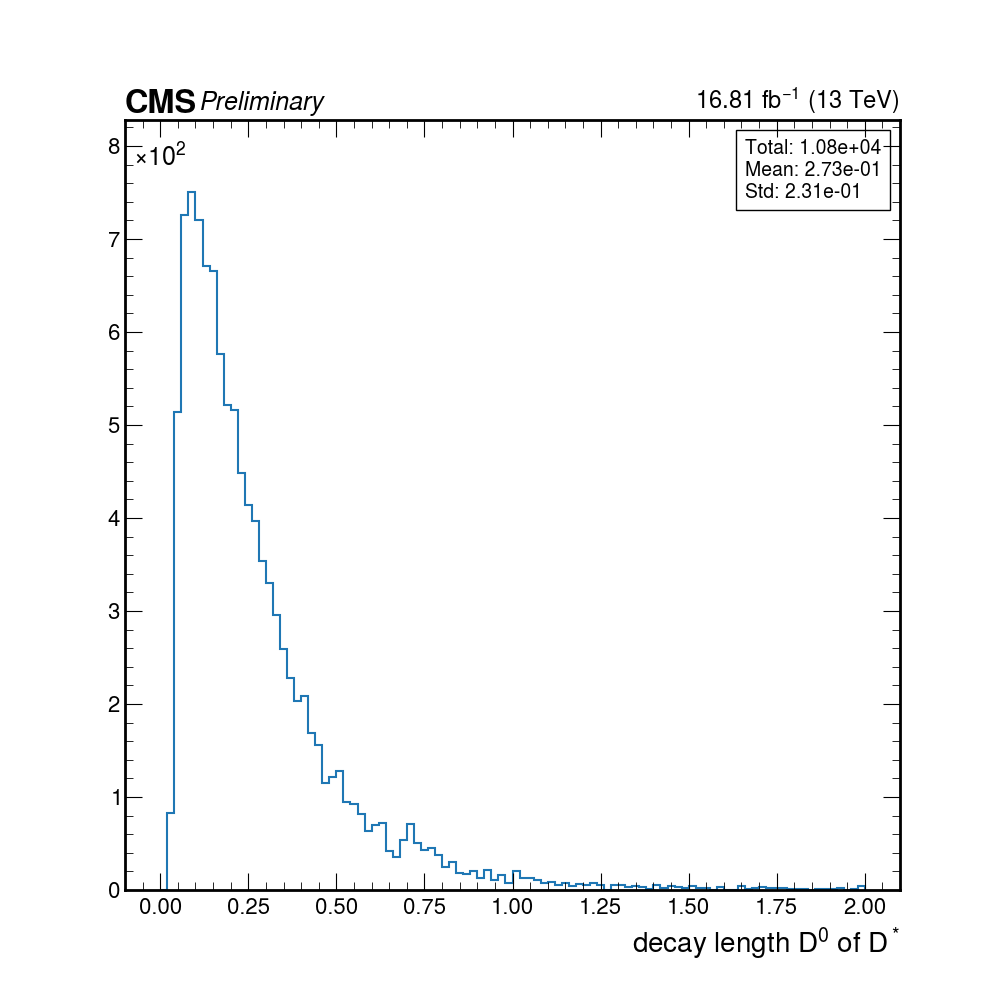 CMS Preliminary 16.81 fb⁻¹ (13 TeV)
×10²
Total: 1.08e+04
Mean: 2.73e-01
Std: 2.31e-01
8
7
6
5
4
3
2
1
0
0.00 0.25 0.50 0.75 1.00 1.25 1.50 1.75 2.00
decay length D⁰ of D*